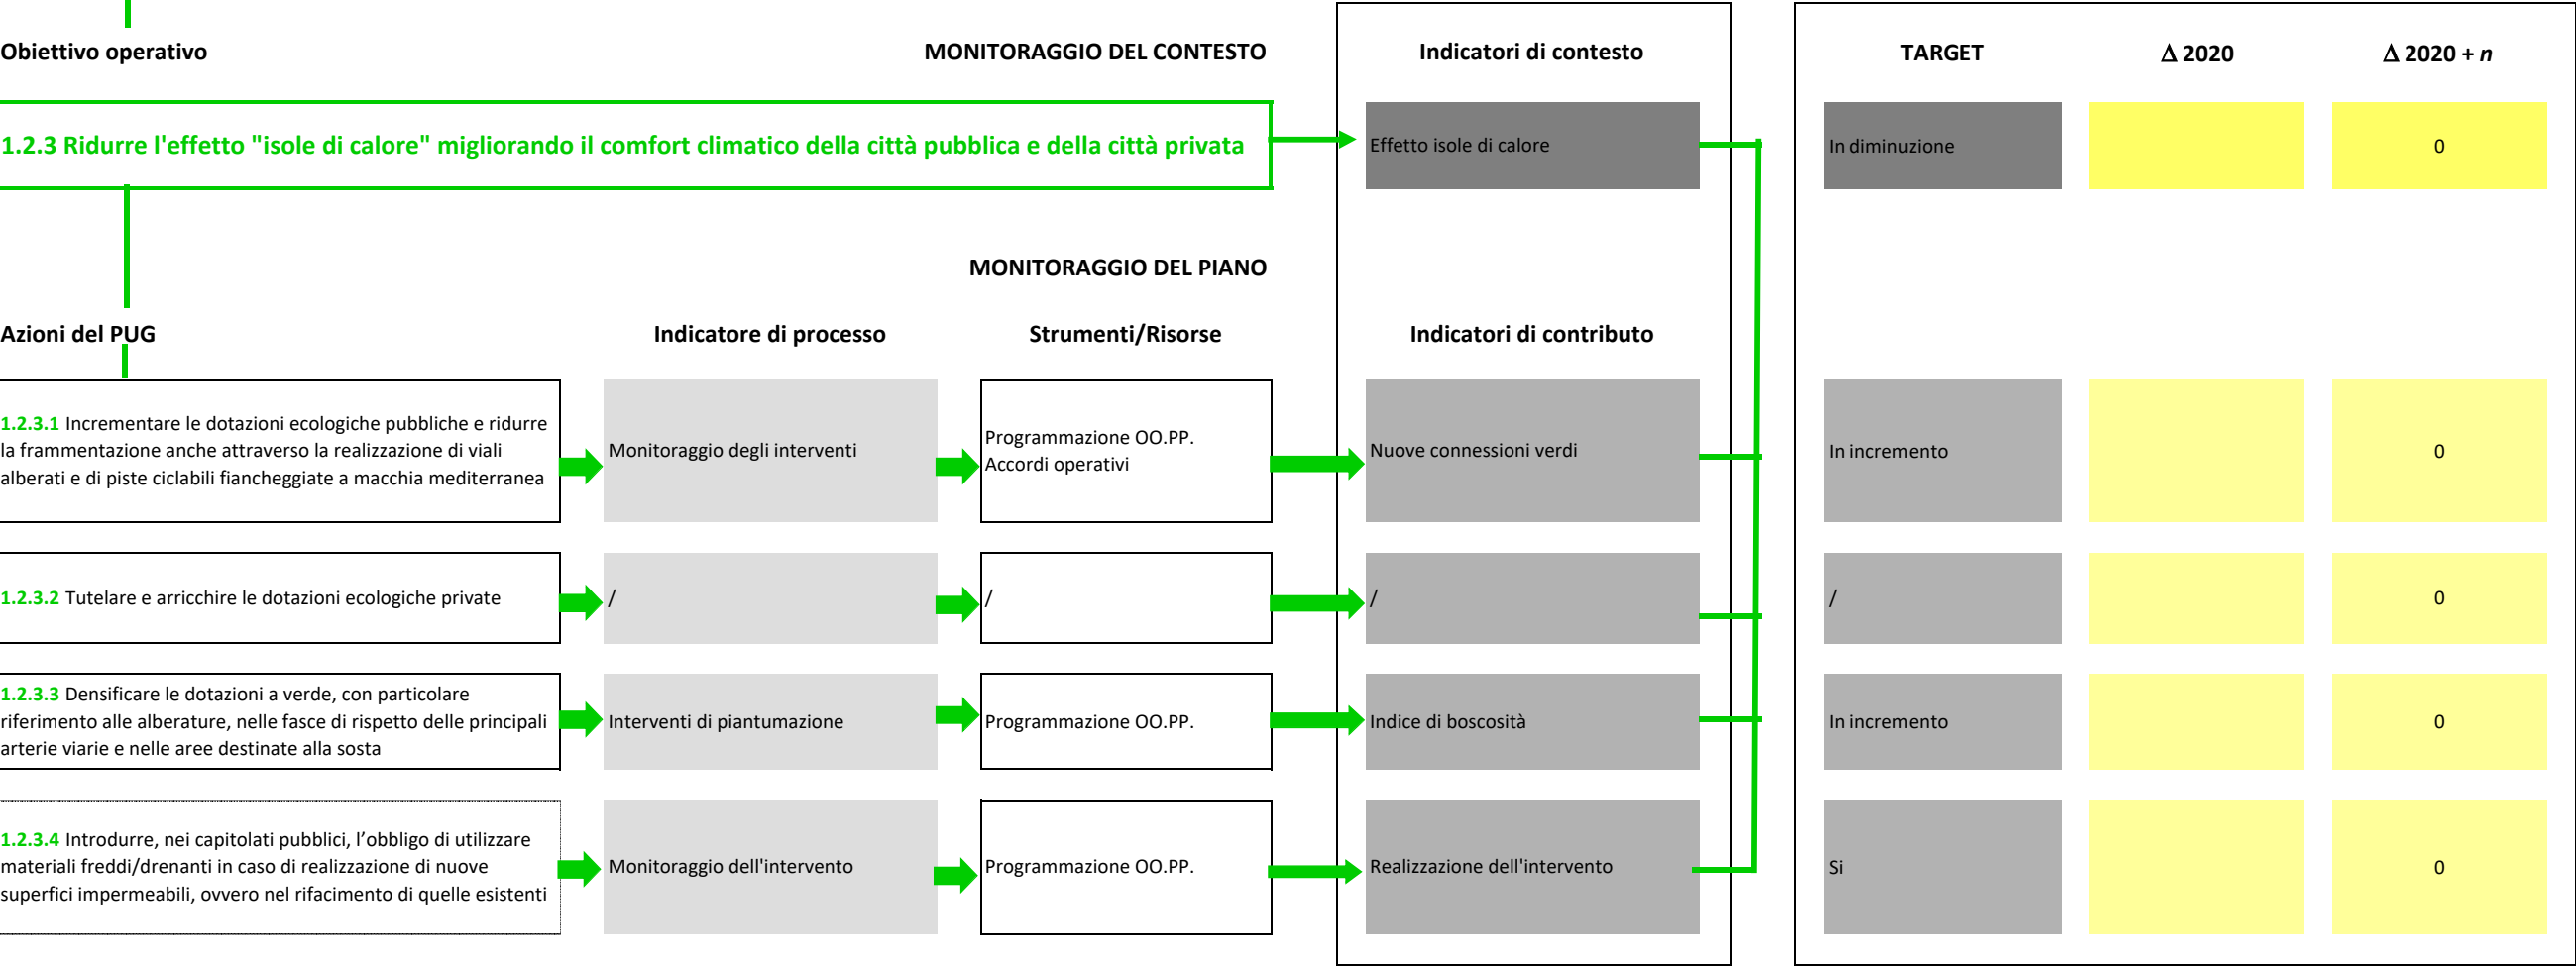 Obiettivo operativo
MONITORAGGIO DEL CONTESTO
Indicatori di contesto
TARGET
Δ 2020
Δ 2020 + n
1.2.3 Ridurre l'effetto "isole di calore" migliorando il comfort climatico della città pubblica e della città privata
Effetto isole di calore
In diminuzione
0
MONITORAGGIO DEL PIANO
Azioni del PUG
Indicatore di processo
Strumenti/Risorse
Indicatori di contributo
1.2.3.1 Incrementare le dotazioni ecologiche pubbliche e ridurre
la frammentazione anche attraverso la realizzazione di viali
alberati e di piste ciclabili fiancheggiate a macchia mediterranea
Monitoraggio degli interventi
Programmazione OO.PP.
Accordi operativi
Nuove connessioni verdi
In incremento
0
1.2.3.2 Tutelare e arricchire le dotazioni ecologiche private
/
/
/
/
0
1.2.3.3 Densificare le dotazioni a verde, con particolare
riferimento alle alberature, nelle fasce di rispetto delle principali
arterie viarie e nelle aree destinate alla sosta
Interventi di piantumazione
Programmazione OO.PP.
Indice di boscosità
In incremento
0
1.2.3.4 Introdurre, nei capitolati pubblici, l’obbligo di utilizzare
materiali freddi/drenanti in caso di realizzazione di nuove
superfici impermeabili, ovvero nel rifacimento di quelle esistenti
Monitoraggio dell'intervento
Programmazione OO.PP.
Realizzazione dell'intervento
Si
0